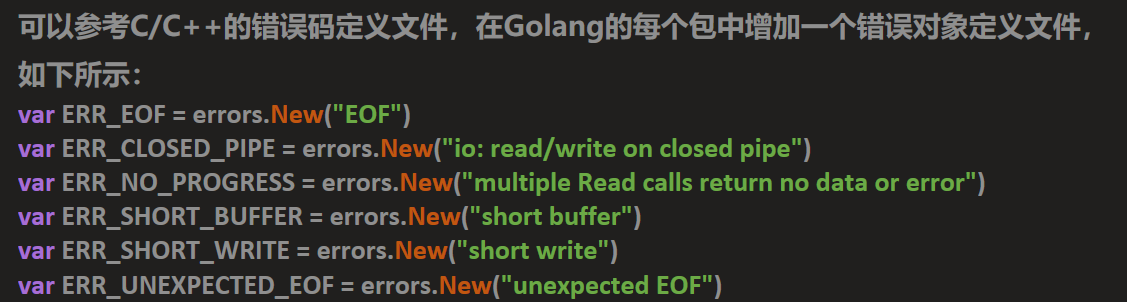 可以参考C/C++的错误码定义文件，在Golang的每个包中增加一个错误对象定义文件，
如下所示：
var ERR_EOF = errors.New("EOF")
var ERR_CLOSED_PIPE = errors.New("io: read/write on closed pipe")
var ERR_NO_PROGRESS = errors.New("multiple Read calls return no data or error")
var ERR_SHORT_BUFFER = errors.New("short buffer")
var ERR_SHORT_WRITE = errors.New("short write")
var ERR_UNEXPECTED_EOF = errors.New("unexpected EOF")